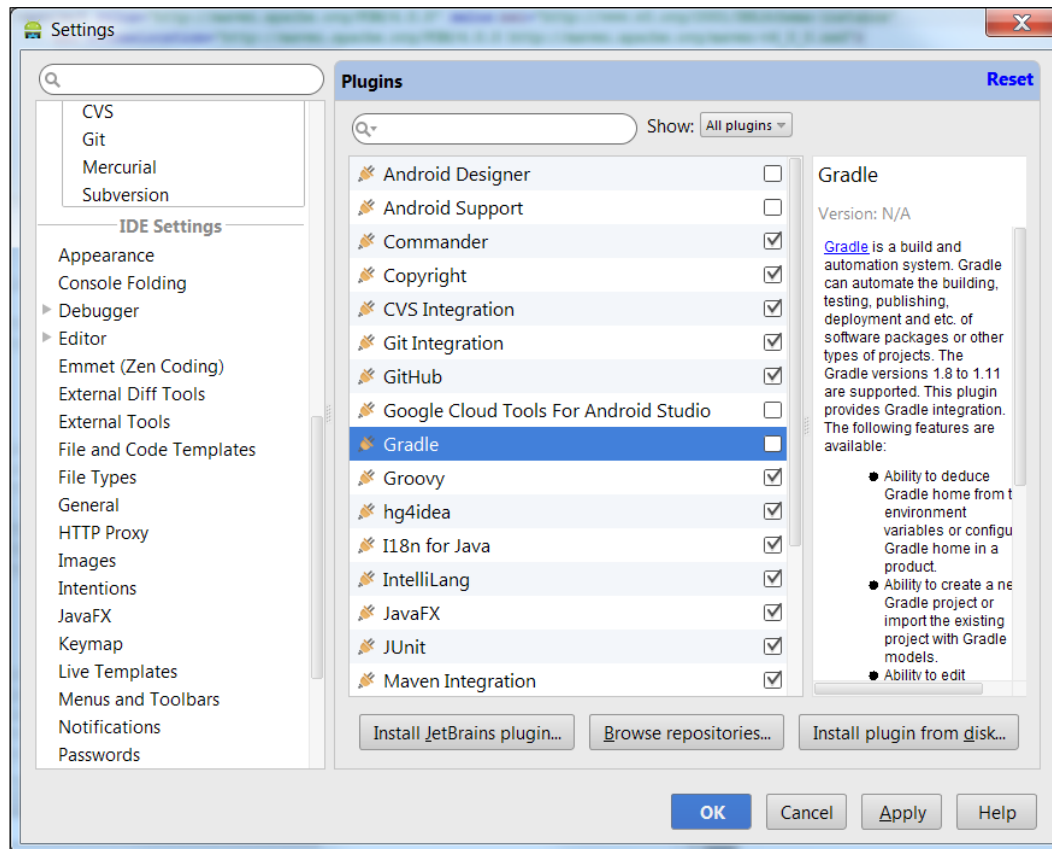 Settings
CVS
Git
Mercurial
Subversion
IDE Settings
Appearance
Console Folding
Debugger
Editor
Emmet (Zen Coding)
External Diff Tools
External Tools
File and Code Templates
File Types
General
HTTP Proxy
Images
Intentions
JavaFX
Keymap
Live Templates
Menus and Toolbars
Notifications
Passwords
Plugins
Reset
Show: All plugins
Android Designer
Android Support
Commander
Copyright
CVS Integration
Git Integration
GitHub
Google Cloud Tools For Android Studio
Gradle
Groovy
hg4idea
I18n for Java
IntelliLang
JavaFX
JUnit
Maven Integration
Gradle
Version: N/A
Gradle is a build and
automation system. Gradle
can automate the building,
testing, publishing,
deployment and etc. of
software packages or other
types of projects. The
Gradle versions 1.8 to 1.11
are supported. This plugin
provides Gradle integration.
The following features are
available:
Ability to deduce
Gradle home from t
environment
variables or configu
Gradle home in a
product.
Ability to create a ne
Gradle project or
import the existing
project with Gradle
models.
Ability to edit
Install JetBrains plugin...
Browse repositories...
Install plugin from disk...
OK
Cancel
Apply
Help